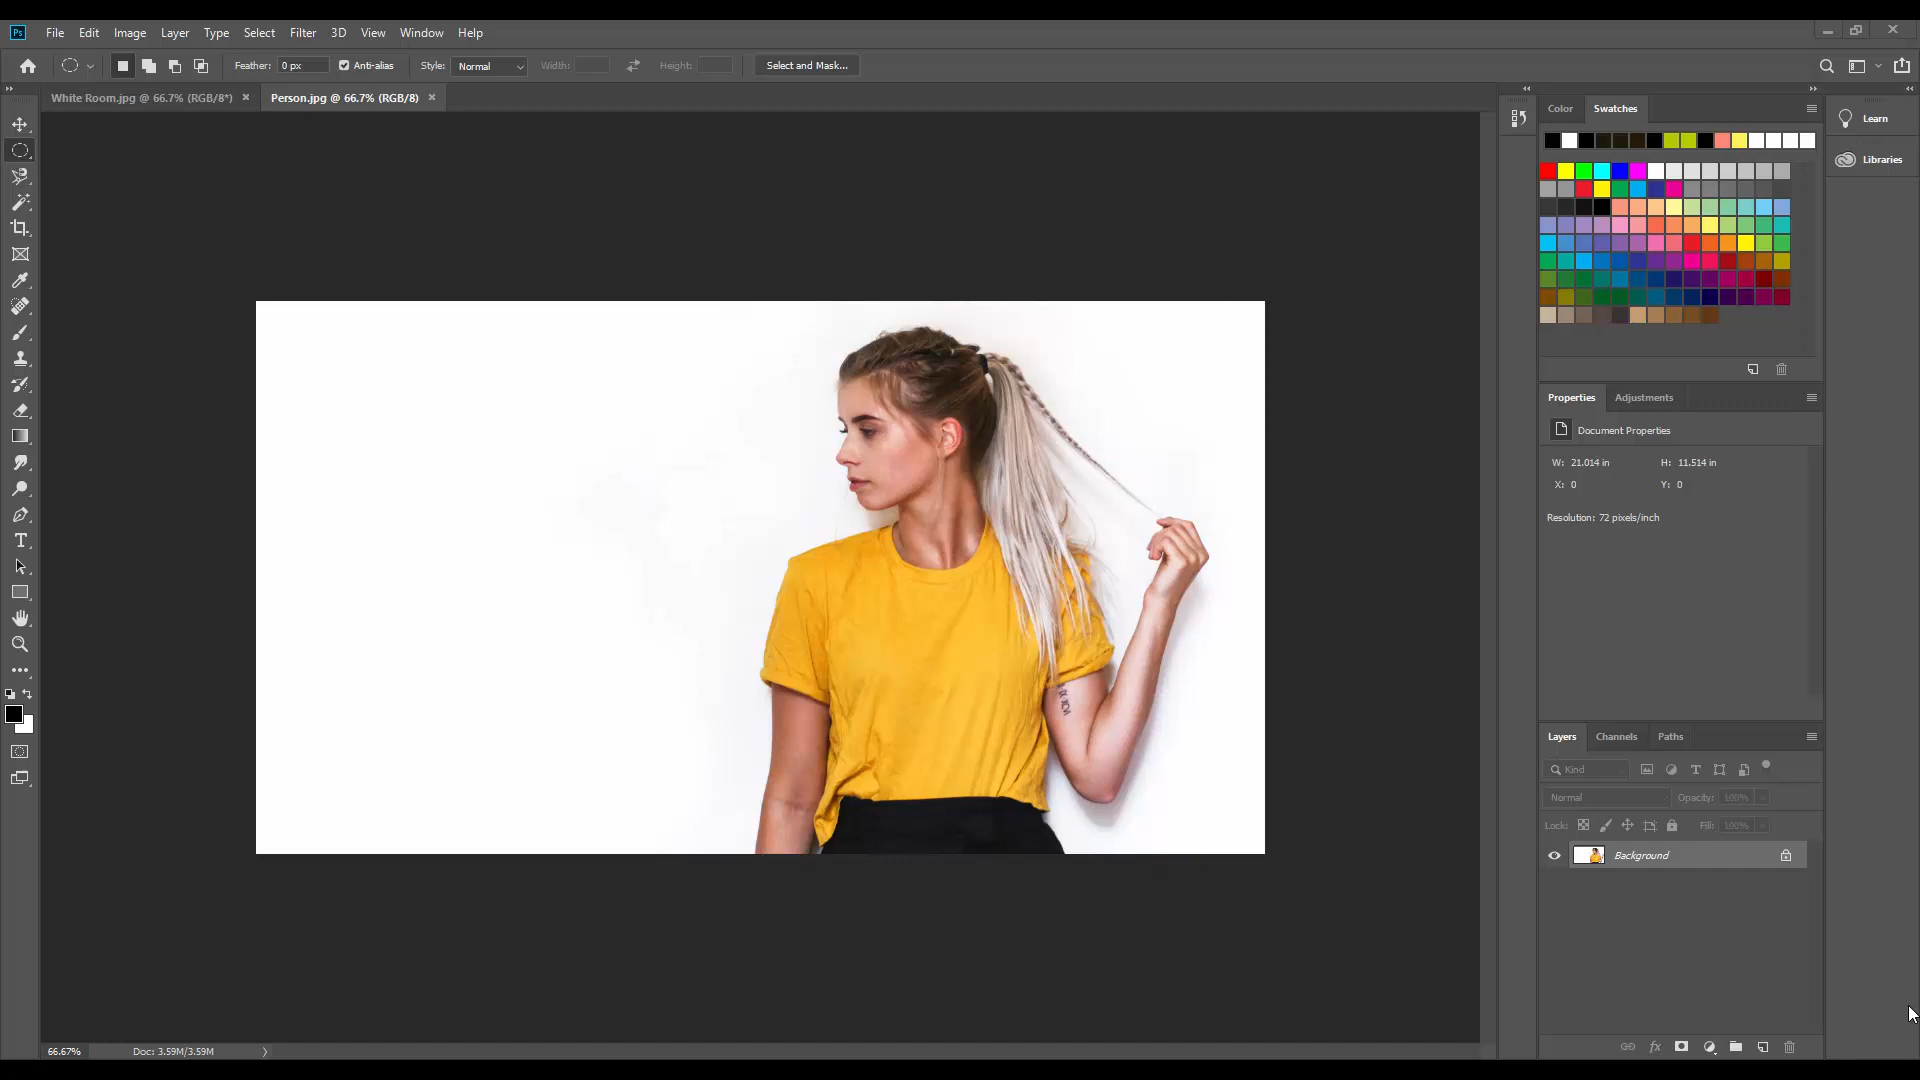 Ps File Edit Image Layer Type Select Filter 3D View Window Help
Feather: 0 px Anti-alias Style: Normal Width: Height: Select and Mask...
White Room.jpg @ 66.7% (RGB/8*) × Person.jpg @ 66.7% (RGB/8) ×
Color Swatches
Learn
Libraries
Properties Adjustments
Document Properties
W: 21.014 in H: 11.514 in
X: 0 Y: 0
Resolution: 72 pixels/inch
Layers Channels Paths
Kind
Normal Opacity: 100%
Lock: Fill: 100%
Background
66.67% Doc: 3.59M/3.59M